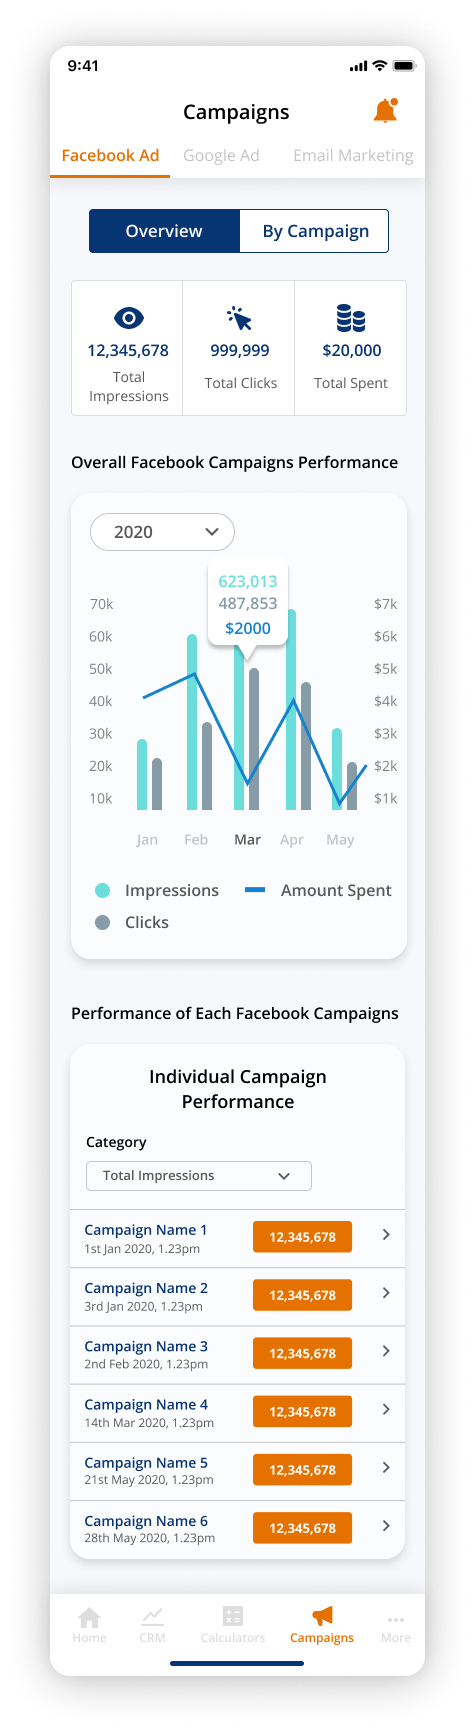 9:41
Campaigns
Facebook Ad Google Ad Email Marketing
Overview By Campaign
12,345,678 999,999 $20,000
Total Impressions Total Clicks Total Spent
Overall Facebook Campaigns Performance
2020
623,013
487,853
$2000
70k $7k
60k $6k
50k $5k
40k $4k
30k $3k
20k $2k
10k $1k
Jan Feb Mar Apr May
Impressions Amount Spent
Clicks
Performance of Each Facebook Campaigns
Individual Campaign
Performance
Category
Total Impressions
Campaign Name 1 12,345,678
1st Jan 2020, 1.23pm
Campaign Name 2 12,345,678
3rd Jan 2020, 1.23pm
Campaign Name 3 12,345,678
2nd Feb 2020, 1.23pm
Campaign Name 4 12,345,678
14th Mar 2020, 1.23pm
Campaign Name 5 12,345,678
21st May 2020, 1.23pm
Campaign Name 6 12,345,678
28th May 2020, 1.23pm
Home CRM Calculators Campaigns More